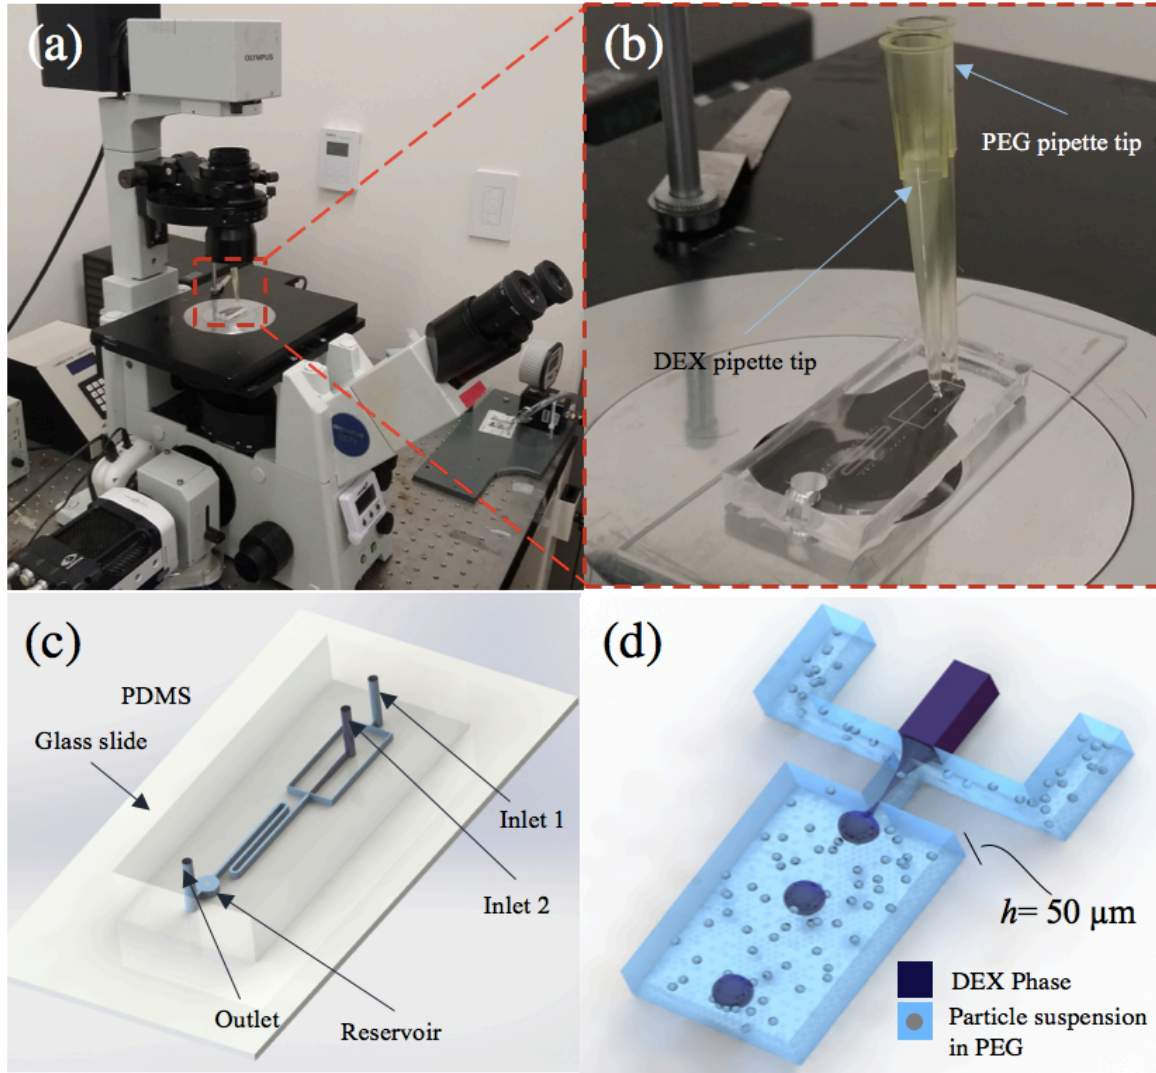 (a)
OLYMPUS
(b)
PEG pipette tip
DEX pipette tip
(c)
PDMS
Glass slide
Inlet 1
Inlet 2
Outlet
Reservoir
(d)
h= 50 μm
DEX Phase
Particle suspension
in PEG